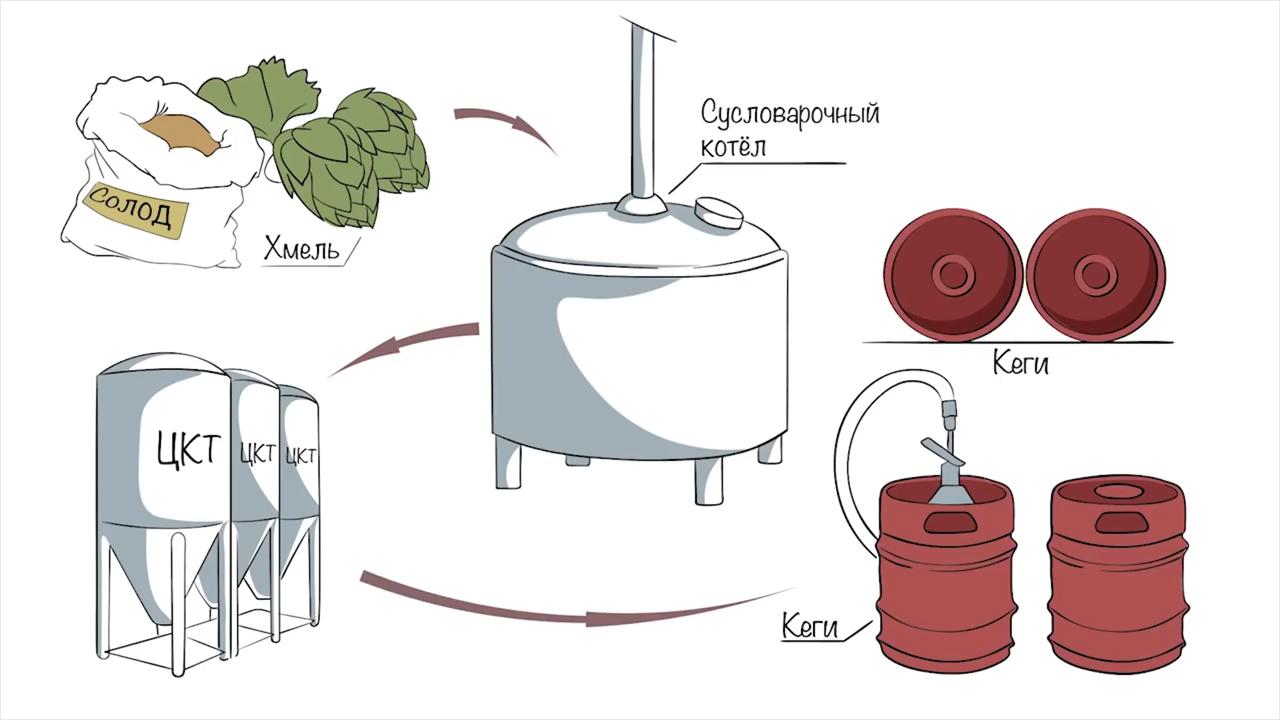 Солод
Хмель
Сусловарочный
котёл
Кеги
ЦКТ
ЦКТ
ЦКТ
Кеги